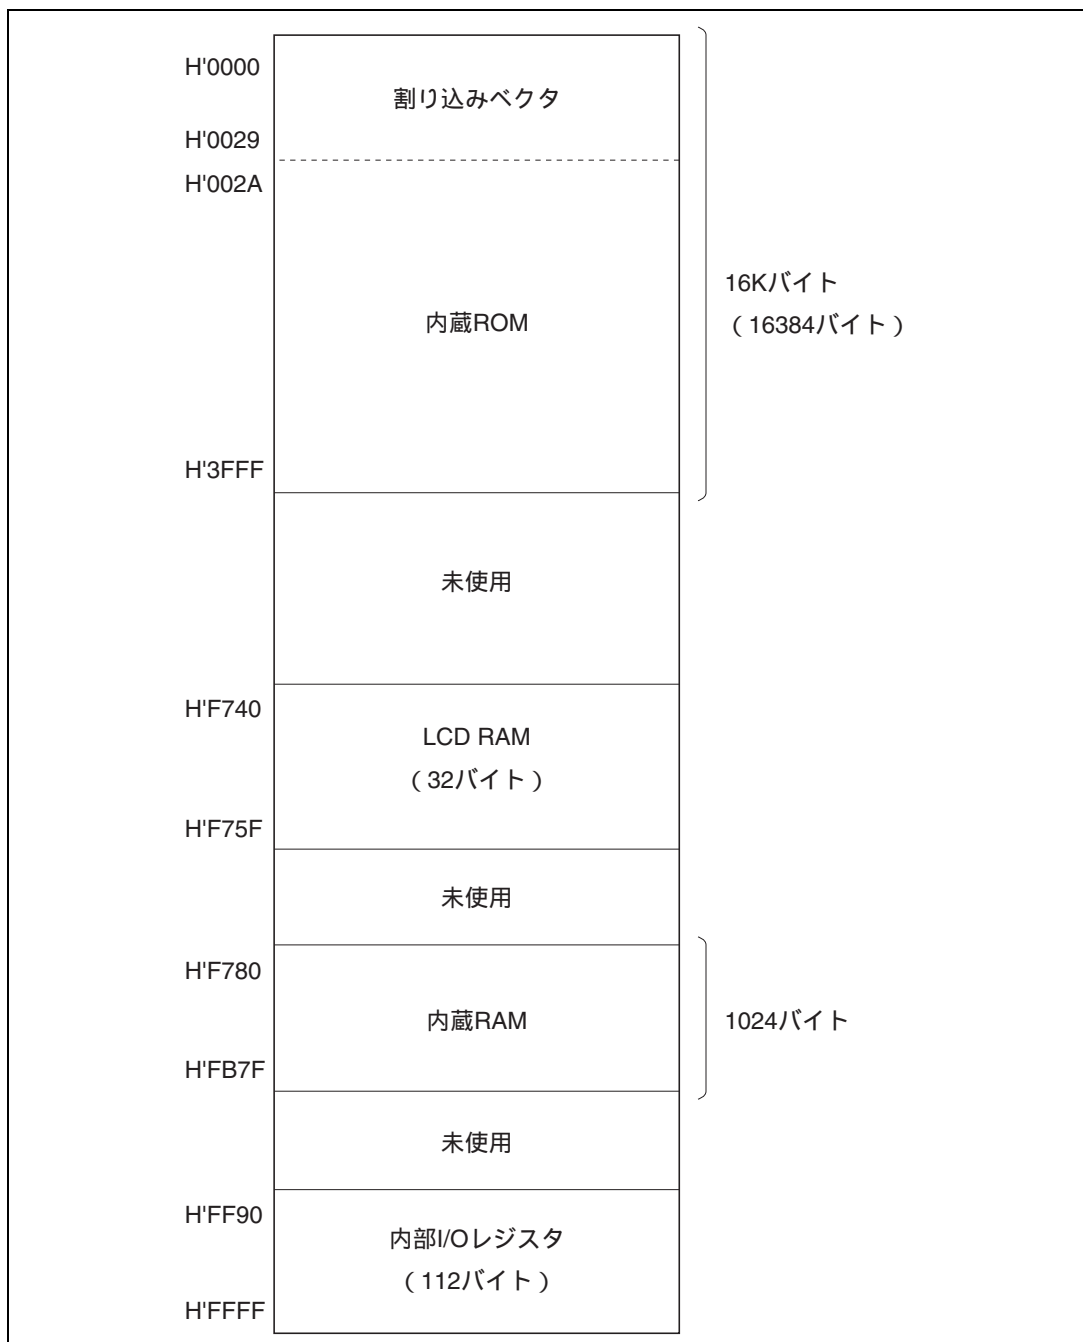 H'0000
割り込みベクタ
H'0029
H'002A
内蔵ROM
16Kバイト
（16384バイト）
H'3FFF
未使用
H'F740
LCD RAM
（32バイト）
H'F75F
未使用
H'F780
内蔵RAM
1024バイト
H'FB7F
未使用
H'FF90
内部I/Oレジスタ
（112バイト）
H'FFFF